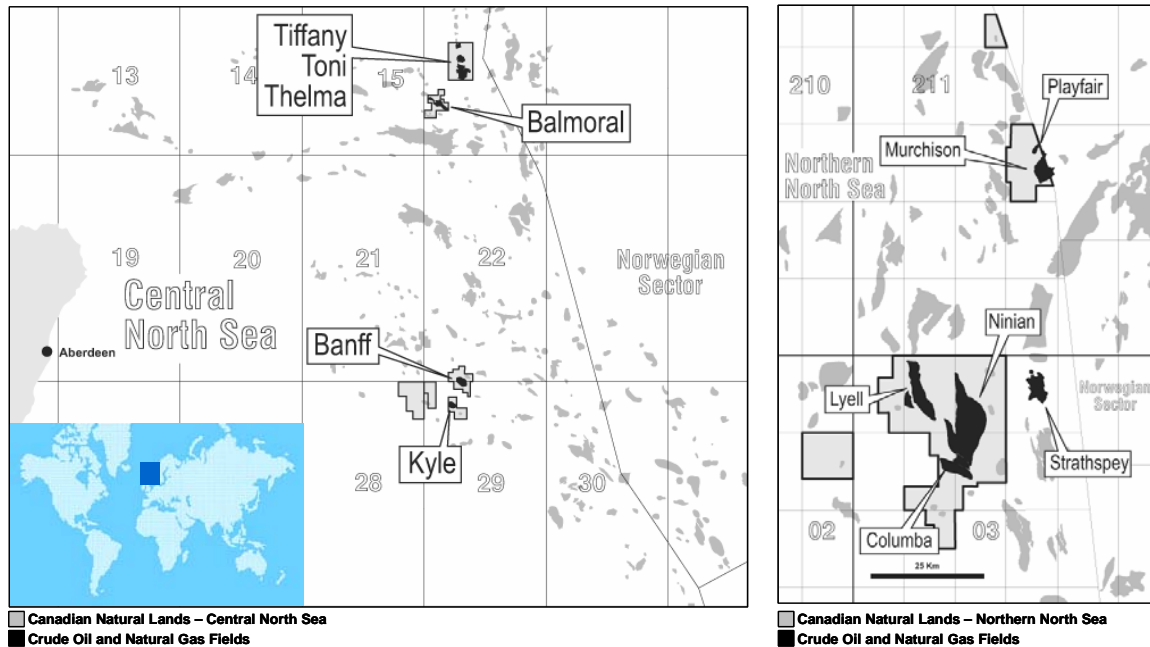 Tiffany
Toni
Thelma
13
14
15
Balmoral
19
20
21
22
Norwegian
Sector
Central
North Sea
Banff
Aberdeen
Kyle
28
29
30
Canadian Natural Lands – Central North Sea
Crude Oil and Natural Gas Fields
210
211
Playfair
Murchison
Northern
North Sea
Ninian
Lyell
Norwegian
Sector
Strathspey
02
03
Columba
25 Km
Canadian Natural Lands – Northern North Sea
Crude Oil and Natural Gas Fields